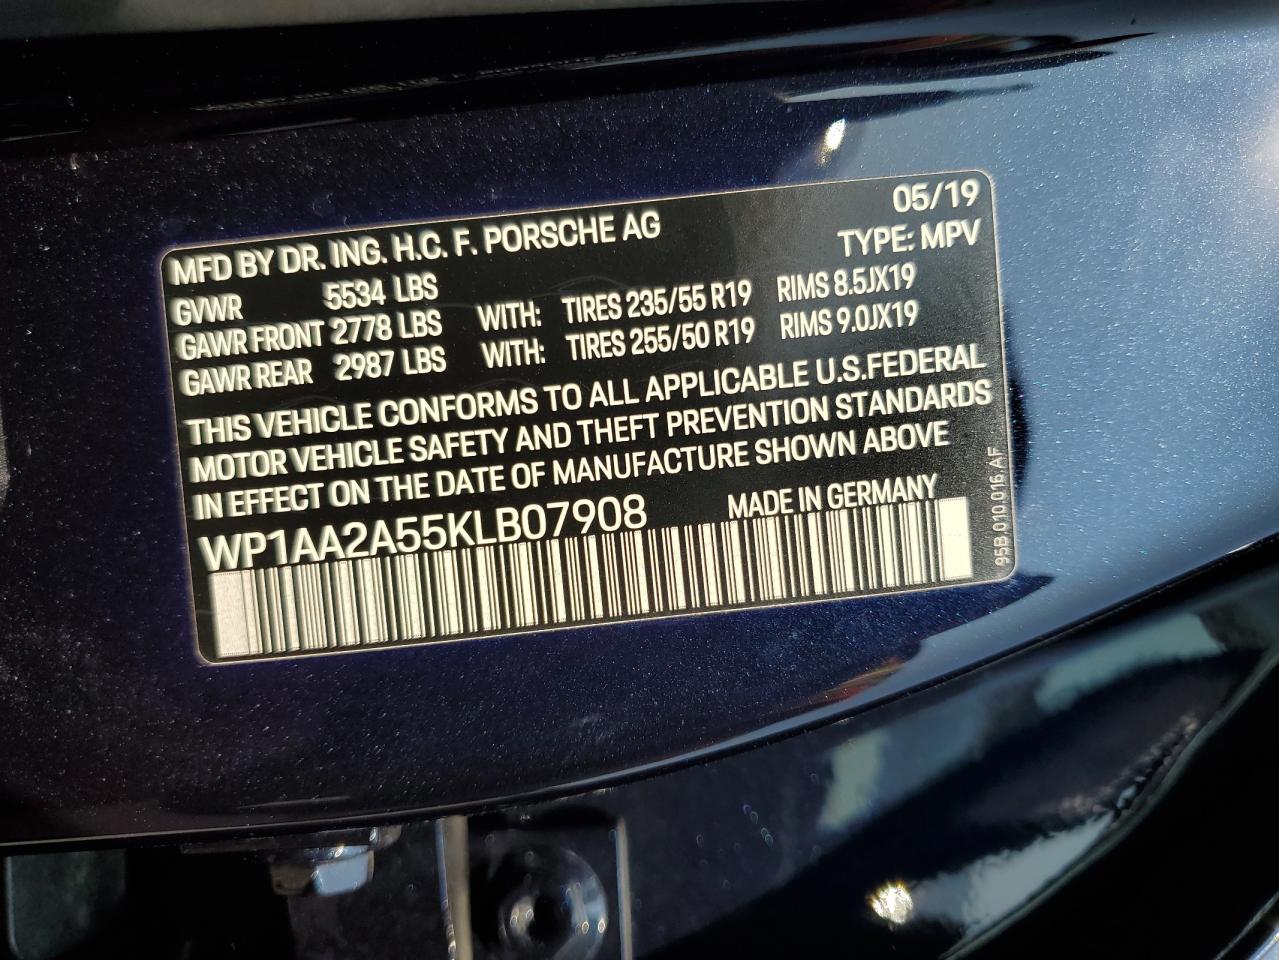 05/19
MFD BY DR. ING. H.C. F. PORSCHE AG TYPE: MPV
GVWR 5534 LBS
GAWR FRONT 2778 LBS WITH: TIRES 235/55 R19 RIMS 8.5JX19
GAWR REAR 2987 LBS WITH: TIRES 255/50 R19 RIMS 9.0JX19
THIS VEHICLE CONFORMS TO ALL APPLICABLE U.S.FEDERAL
MOTOR VEHICLE SAFETY AND THEFT PREVENTION STANDARDS
IN EFFECT ON THE DATE OF MANUFACTURE SHOWN ABOVE
WP1AA2A55KLB07908 MADE IN GERMANY
95B.010.016 AF